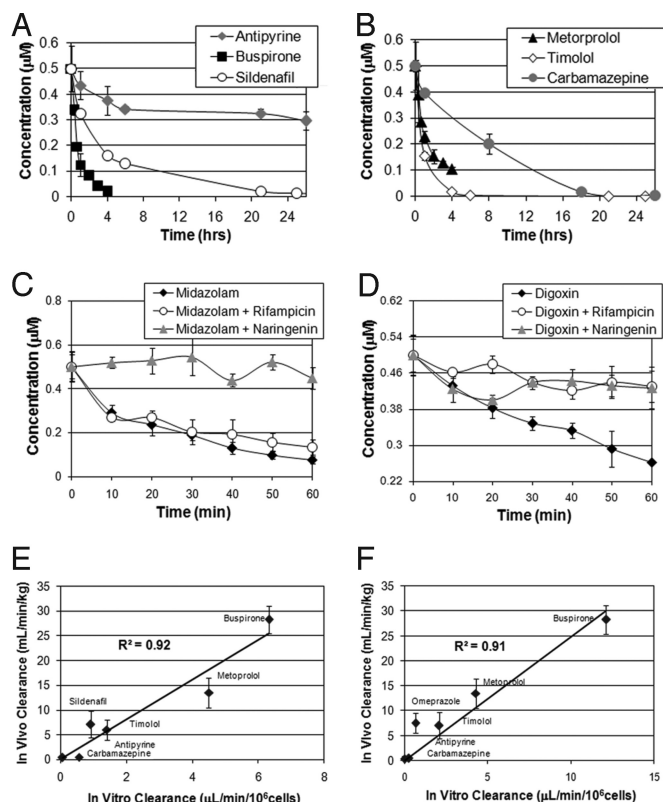 A
Concentration (µM)
0.6
0.5
0.4
0.3
0.2
0.1
0
Antipyrine
Buspirone
Sildenafil
0 4 8 12 16 20 24
Time (hrs)
B
Concentration (µM)
0.6
0.5
0.4
0.3
0.2
0.1
0
Metorprolol
Timolol
Carbamazepine
0 4 8 12 16 20 24
Time (hrs)
C
Concentration (µM)
0.8
0.6
0.4
0.2
0
Midazolam
Midazolam + Rifampicin
Midazolam + Naringenin
0 10 20 30 40 50 60
Time (min)
D
Concentration (µM)
0.62
0.54
0.46
0.38
0.3
0.22
Digoxin
Digoxin + Rifampicin
Digoxin + Naringenin
0 10 20 30 40 50 60
Time (min)
E
In VIvo Clearance (mL/min/kg)
35
30
25
20
15
10
5
0
Buspirone
R² = 0.92
Metoprolol
Sildenafil
Timolol
Antipyrine
Carbamazepine
0 2 4 6 8
In Vitro Clearance (µL/min/10⁶cells)
F
In VIvo Clearance (mL/min/kg)
35
30
25
20
15
10
5
0
Buspirone
R² = 0.91
Metoprolol
Omeprazole
Timolol
Antipyrine
Carbamazepine
0 5 10 15
In Vitro Clearance (µL/min/10⁶cells)